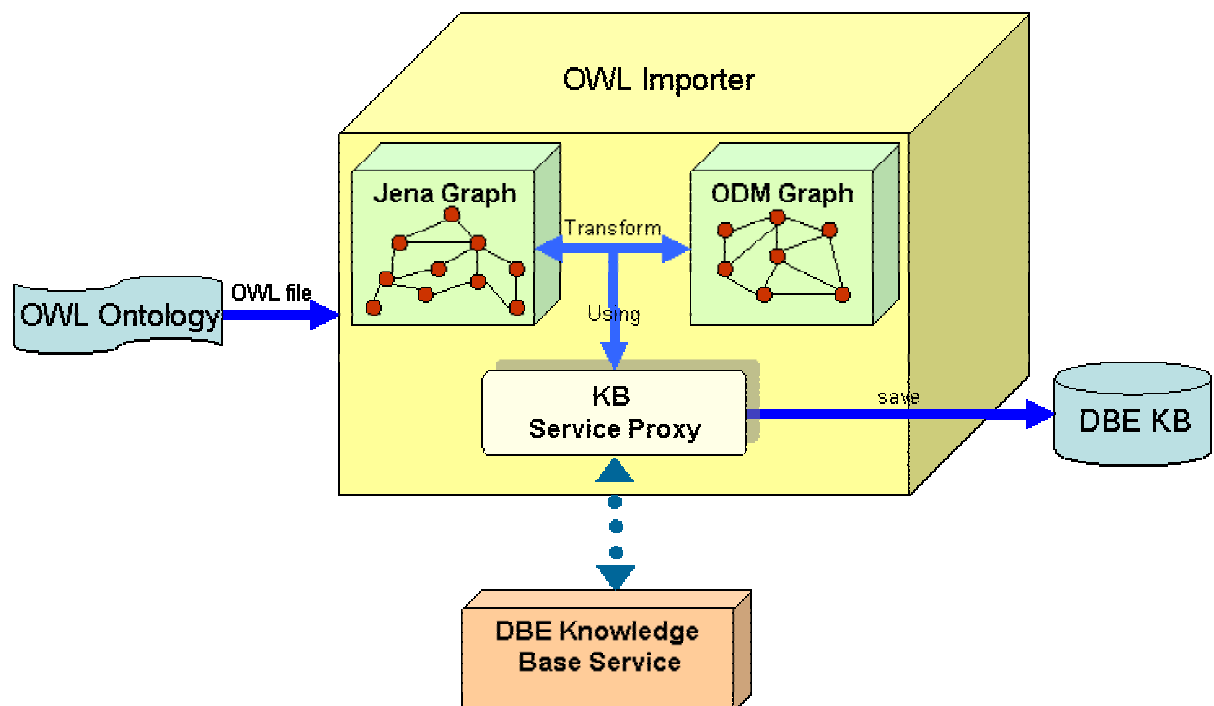 OWL Importer
Jena Graph
ODM Graph
Transform
OWL file
OWL Ontology
Using
KB
Service Proxy
save
DBE KB
DBE Knowledge
Base Service